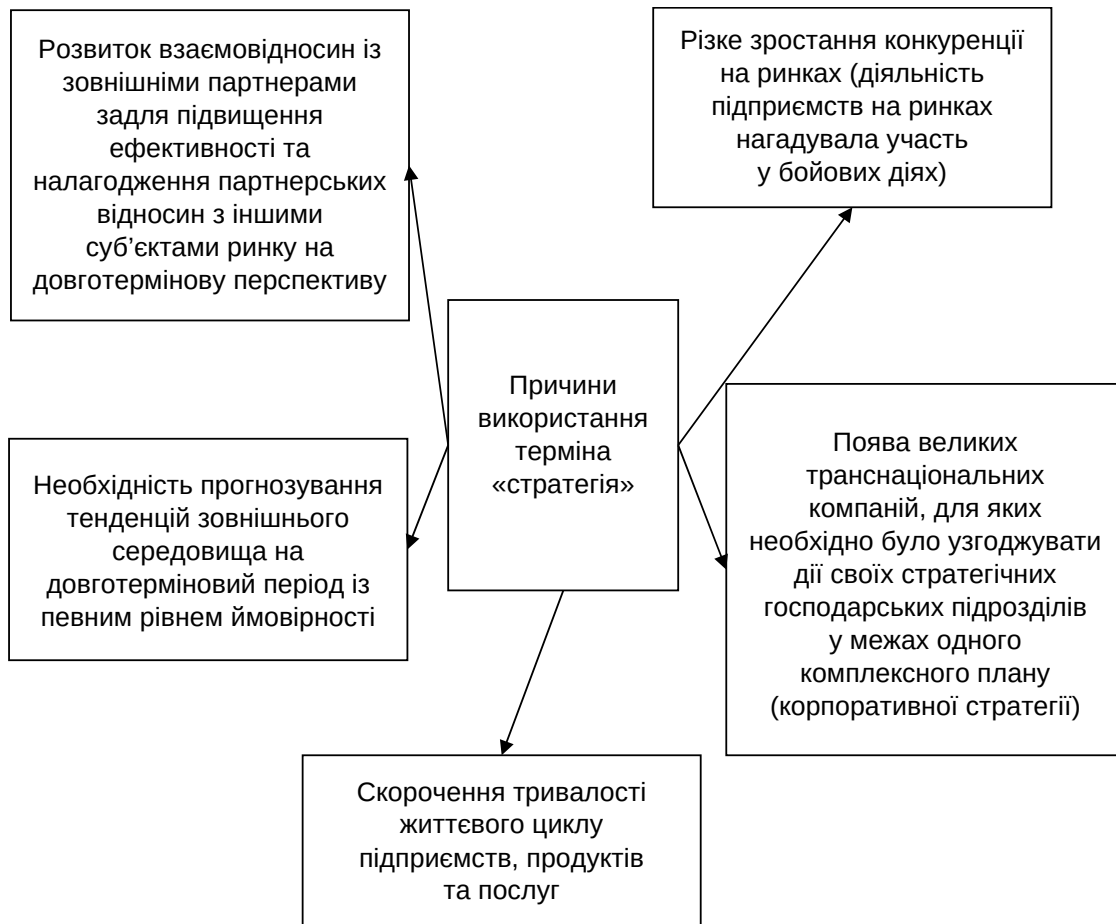 Розвиток взаємовідносин із
зовнішніми партнерами
задля підвищення
ефективності та
налагодження партнерських
відносин з іншими
суб’єктами ринку на
довготермінову перспективу
Різке зростання конкуренції
на ринках (діяльність
підприємств на ринках
нагадувала участь
у бойових діях)
Причини
використання
терміна
«стратегія»
Необхідність прогнозування
тенденцій зовнішнього
середовища на
довготерміновий період із
певним рівнем ймовірності
Поява великих
транснаціональних
компаній, для яких
необхідно було узгоджувати
дії своїх стратегічних
господарських підрозділів
у межах одного
комплексного плану
(корпоративної стратегії)
Скорочення тривалості
життєвого циклу
підприємств, продуктів
та послуг